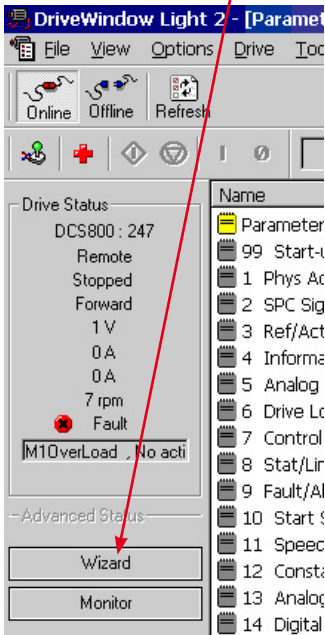 DriveWindow Light 2 - [Paramet
File View Options Drive Too
Online Offline Refresh
Name
Drive Status
DCS800 : 247
Remote
Stopped
Forward
1 V
0 A
0 A
7 rpm
Fault
M1OverLoad , No acti
Advanced Status
Wizard
Monitor
Parameter
99 Start-u
1 Phys Ac
2 SPC Sig
3 Ref/Act
4 Informa
5 Analog
6 Drive Lo
7 Control
8 Stat/Lim
9 Fault/Al
10 Start S
11 Speed
12 Consta
13 Analog
14 Digital